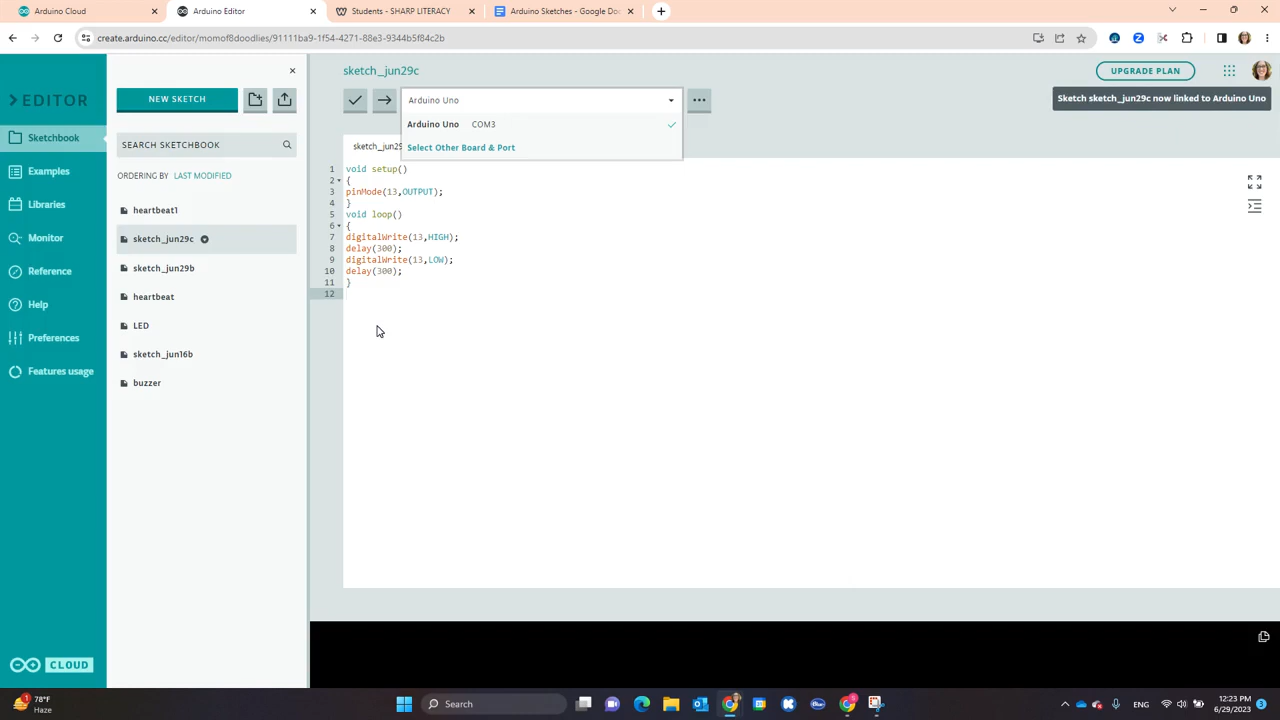 Arduino Cloud
Arduino Editor
Students - SHARP LITERACY
Arduino Sketches - Google Do
create.arduino.cc/editor/momof8doodlies/91111ba9-1f54-4271-88e3-9344b5f84c2b
EDITOR
Sketchbook
Examples
Libraries
Monitor
Reference
Help
Preferences
Features usage
CLOUD
NEW SKETCH
SEARCH SKETCHBOOK
ORDERING BY LAST MODIFIED
heartbeat1
sketch_jun29c
sketch_jun29b
heartbeat
LED
sketch_jun16b
buzzer
sketch_jun29c
UPGRADE PLAN
Sketch sketch_jun29c now linked to Arduino Uno
Arduino Uno
Arduino Uno COM3
Select Other Board & Port
sketch_jun29
1 void setup()
2 {
3 pinMode(13,OUTPUT);
4 }
5 void loop()
6 {
7 digitalWrite(13,HIGH);
8 delay(300);
9 digitalWrite(13,LOW);
10 delay(300);
11 }
12
1
78°F
Haze
Search
ENG
12:23 PM
6/29/2023